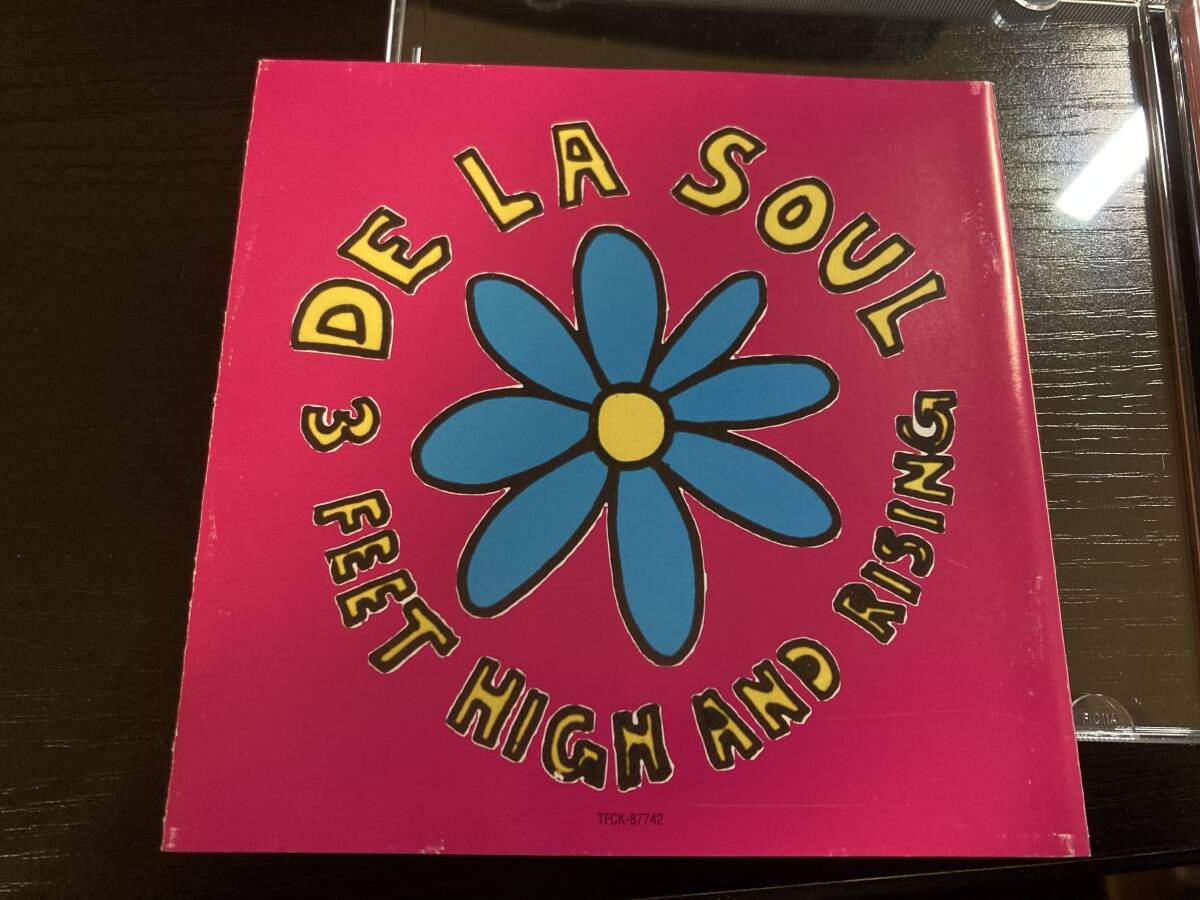 DE LA SOUL
3 FEET HIGH AND RISING
TFCK-87742